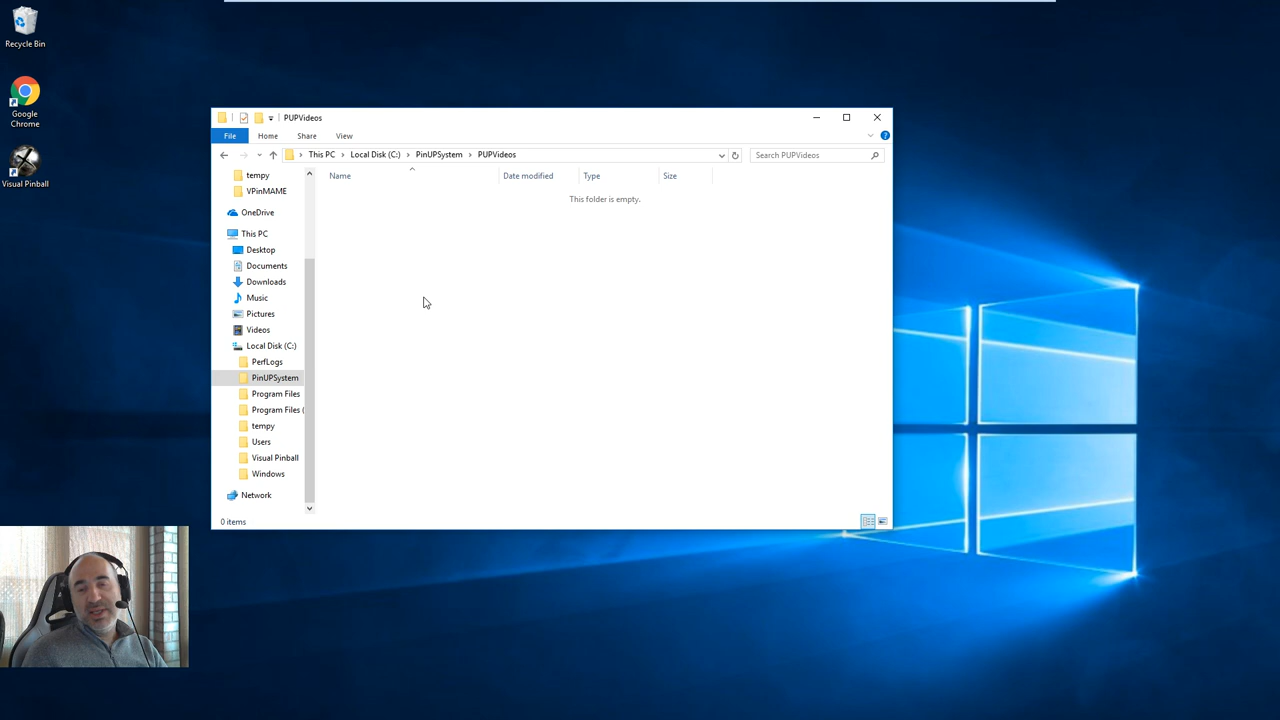 Recycle Bin
Google
Chrome
Visual Pinball
PUPVideos
File Home Share View
This PC Local Disk (C:) PinUPSystem PUPVideos
Search PUPVideos
Name Date modified Type Size
This folder is empty.
tempy
VPinMAME
OneDrive
This PC
Desktop
Documents
Downloads
Music
Pictures
Videos
Local Disk (C:)
PerfLogs
PinUPSystem
Program Files
Program Files (
tempy
Users
Visual Pinball
Windows
Network
0 items